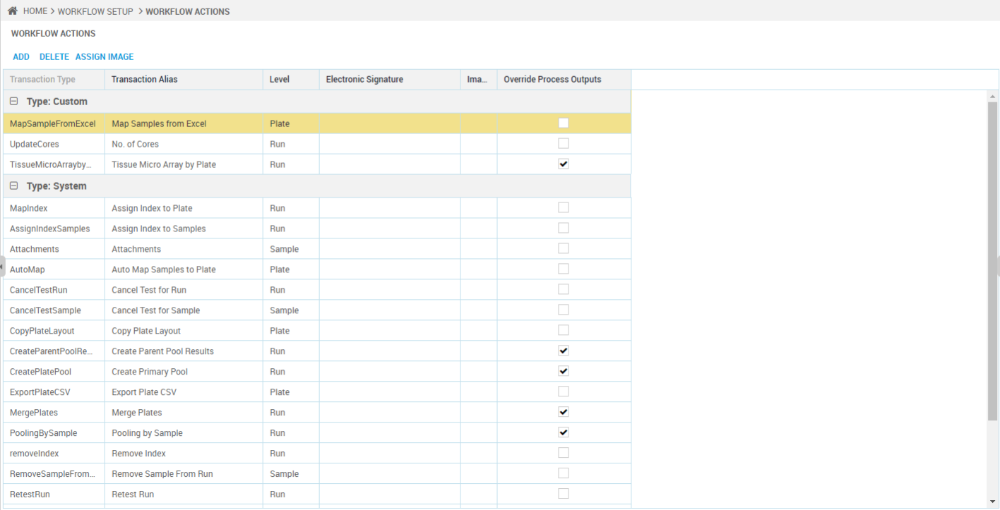 HOME > WORKFLOW SETUP > WORKFLOW ACTIONS
WORKFLOW ACTIONS
ADD DELETE ASSIGN IMAGE
Transaction Type Transaction Alias Level Electronic Signature Ima... Override Process Outputs
Type: Custom
MapSampleFromExcel Map Samples from Excel Plate
UpdateCores No. of Cores Run
TissueMicroArrayby... Tissue Micro Array by Plate Run
Type: System
MapIndex Assign Index to Plate Run
AssignIndexSamples Assign Index to Samples Run
Attachments Attachments Sample
AutoMap Auto Map Samples to Plate Plate
CancelTestRun Cancel Test for Run Run
CancelTestSample Cancel Test for Sample Sample
CopyPlateLayout Copy Plate Layout Plate
CreateParentPoolRe... Create Parent Pool Results Run
CreatePlatePool Create Primary Pool Run
ExportPlateCSV Export Plate CSV Plate
MergePlates Merge Plates Run
PoolingBySample Pooling by Sample Run
removeIndex Remove Index Run
RemoveSampleFrom... Remove Sample From Run Sample
RetestRun Retest Run Run